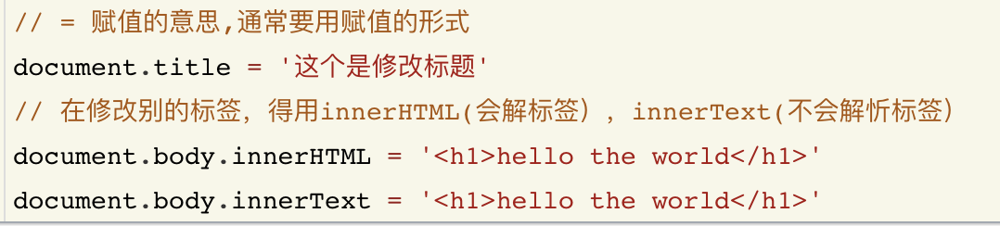 // = 赋值的意思,通常要用赋值的形式
document.title = '这个是修改标题'
// 在修改别的标签，得用innerHTML(会解标签），innerText(不会解忻标签）
document.body.innerHTML = '<h1>hello the world</h1>'
document.body.innerText = '<h1>hello the world</h1>'